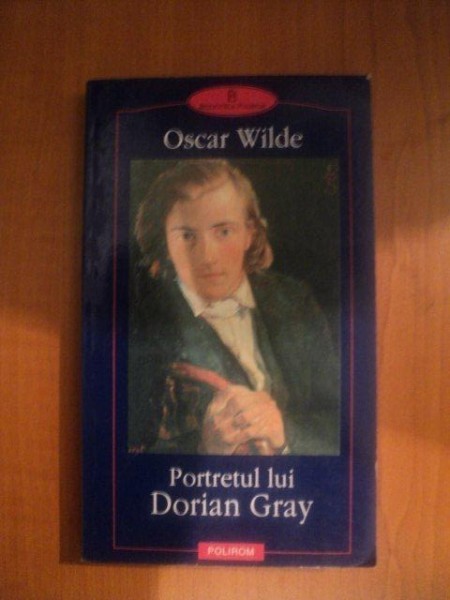 Oscar Wilde
Portretul lui
Dorian Gray
POLIROM